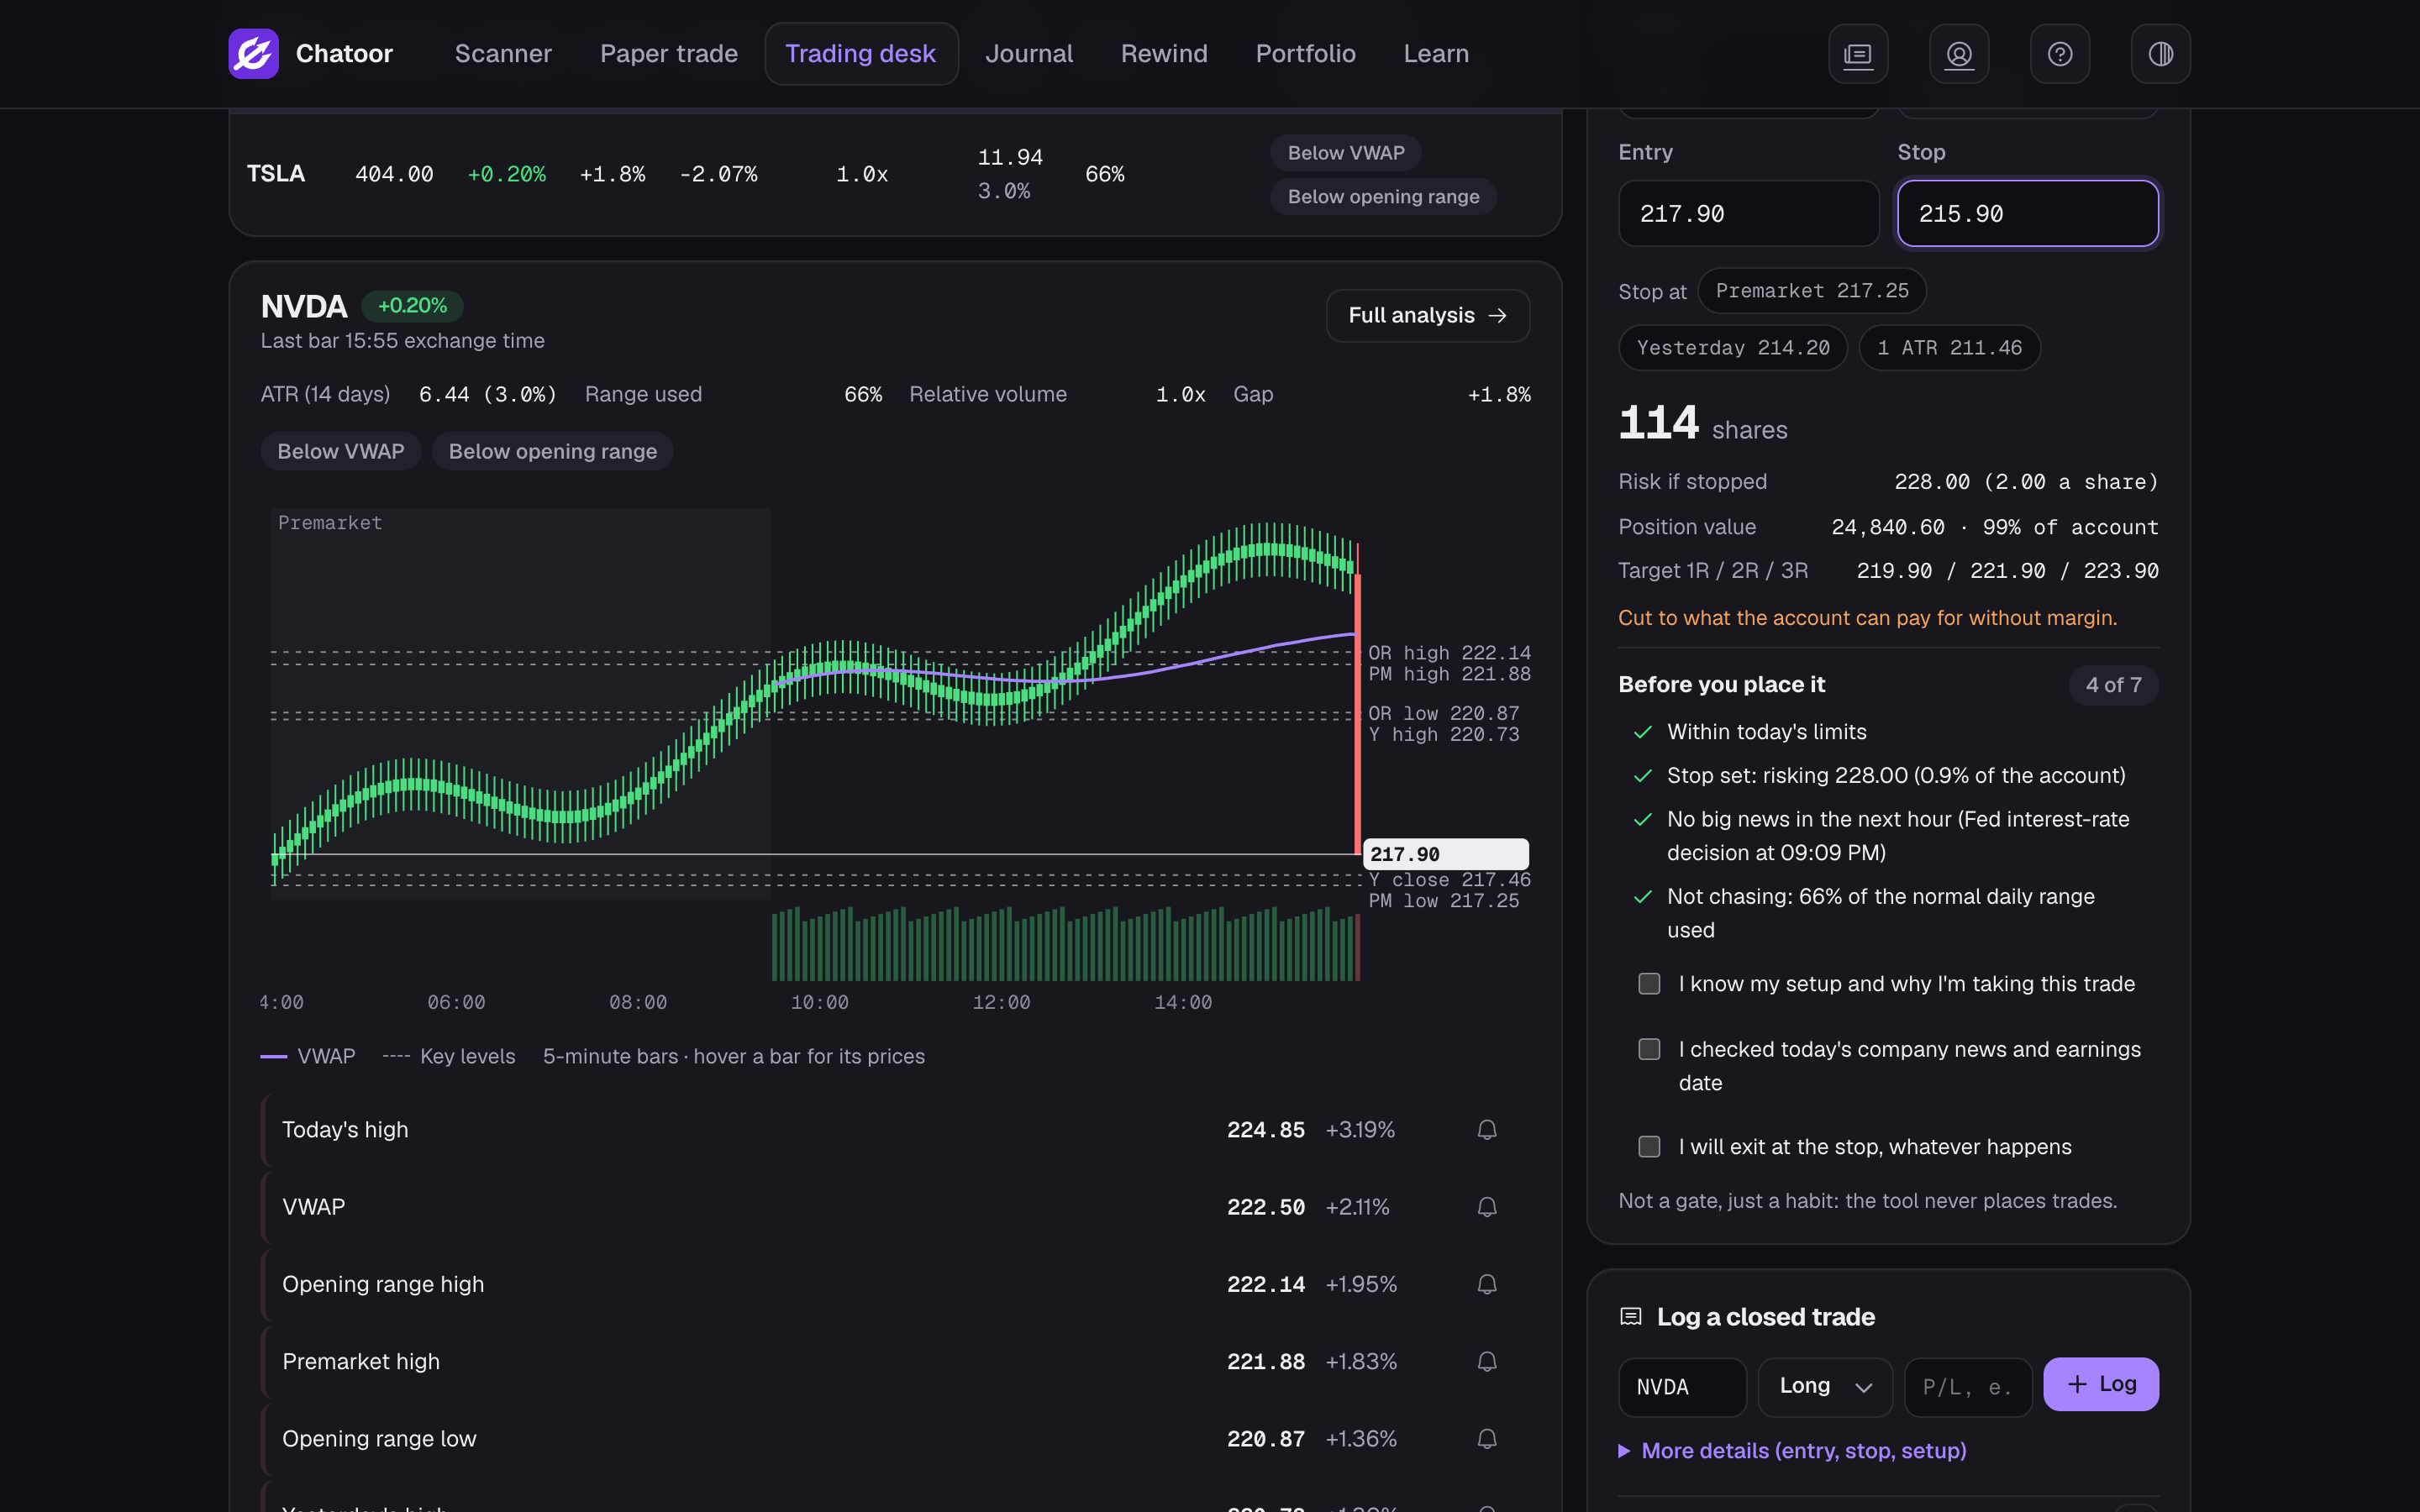 Chatoor
Scanner
Paper trade
Trading desk
Journal
Rewind
Portfolio
Learn
TSLA 404.00 +0.20% +1.8% -2.07% 1.0x 11.94 66% Below VWAP
3.0% Below opening range
NVDA +0.20%
Last bar 15:55 exchange time
Full analysis →
ATR (14 days) 6.44 (3.0%) Range used 66% Relative volume 1.0x Gap +1.8%
Below VWAP Below opening range
Premarket
OR high 222.14
PM high 221.88
OR low 220.87
Y high 220.73
217.90
Y close 217.46
PM low 217.25
4:00 06:00 08:00 10:00 12:00 14:00
VWAP Key levels 5-minute bars · hover a bar for its prices
Today's high 224.85 +3.19%
VWAP 222.50 +2.11%
Opening range high 222.14 +1.95%
Premarket high 221.88 +1.83%
Opening range low 220.87 +1.36%
Entry Stop
217.90 215.90
Stop at Premarket 217.25
Yesterday 214.20 1 ATR 211.46
114 shares
Risk if stopped 228.00 (2.00 a share)
Position value 24,840.60 · 99% of account
Target 1R / 2R / 3R 219.90 / 221.90 / 223.90
Cut to what the account can pay for without margin.
Before you place it 4 of 7
Within today's limits
Stop set: risking 228.00 (0.9% of the account)
No big news in the next hour (Fed interest-rate
decision at 09:09 PM)
Not chasing: 66% of the normal daily range
used
I know my setup and why I'm taking this trade
I checked today's company news and earnings
date
I will exit at the stop, whatever happens
Not a gate, just a habit: the tool never places trades.
Log a closed trade
NVDA Long P/L, e. + Log
More details (entry, stop, setup)